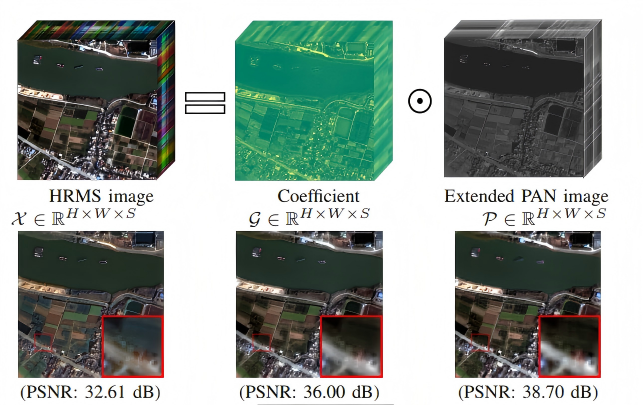 HRMS image Coefficient Extended PAN image
𝒳 ∈ ℝ^{H×W×S} 𝒢 ∈ ℝ^{H×W×S} 𝒫 ∈ ℝ^{H×W×S}
(PSNR: 32.61 dB) (PSNR: 36.00 dB) (PSNR: 38.70 dB)